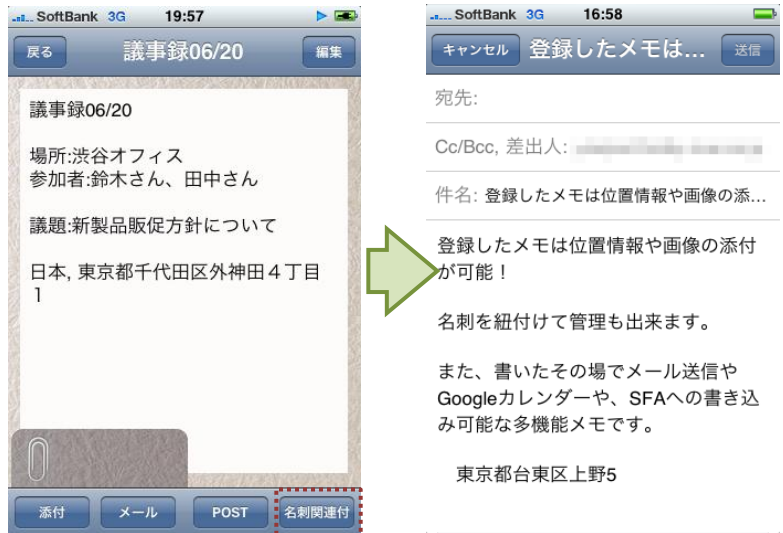 SoftBank 3G 19:57
戻る 議事録06/20 編集
議事録06/20
場所:渋谷オフィス
参加者:鈴木さん、田中さん
議題:新製品販促方針について
日本, 東京都千代田区外神田４丁目
１
添付 メール POST 名刺関連付
SoftBank 3G 16:58
キャンセル 登録したメモは... 送信
宛先:
Cc/Bcc, 差出人:
件名: 登録したメモは位置情報や画像の添...
登録したメモは位置情報や画像の添付
が可能！
名刺を紐付けて管理も出来ます。
また、書いたその場でメール送信や
Googleカレンダーや、SFAへの書き込
み可能な多機能メモです。
東京都台東区上野5